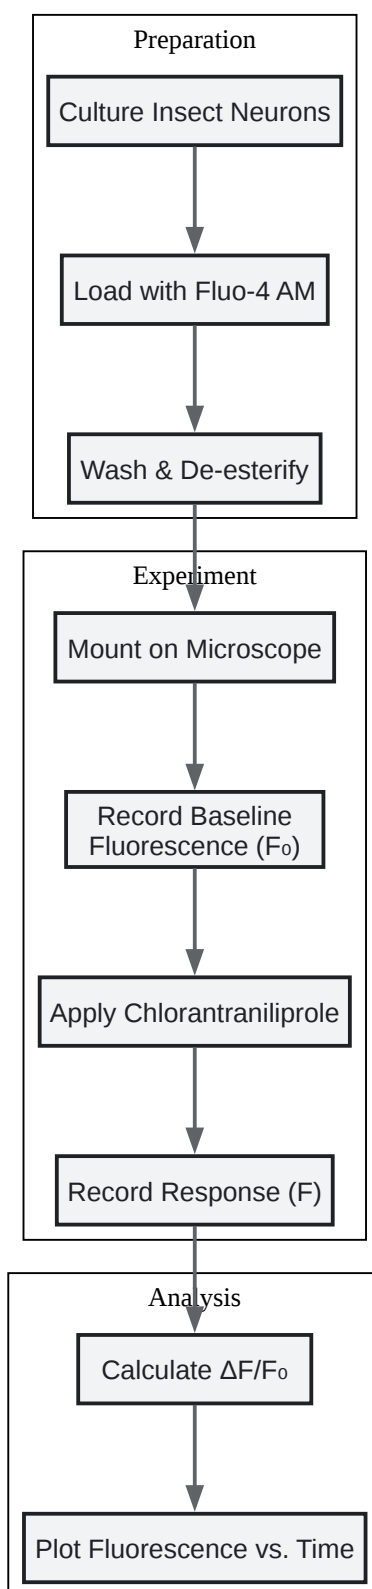 Preparation
Culture Insect Neurons
Load with Fluo-4 AM
Wash & De-esterify
Experiment
Mount on Microscope
Record Baseline
Fluorescence (F₀)
Apply Chlorantraniliprole
Record Response (F)
Analysis
Calculate ΔF/F₀
Plot Fluorescence vs. Time